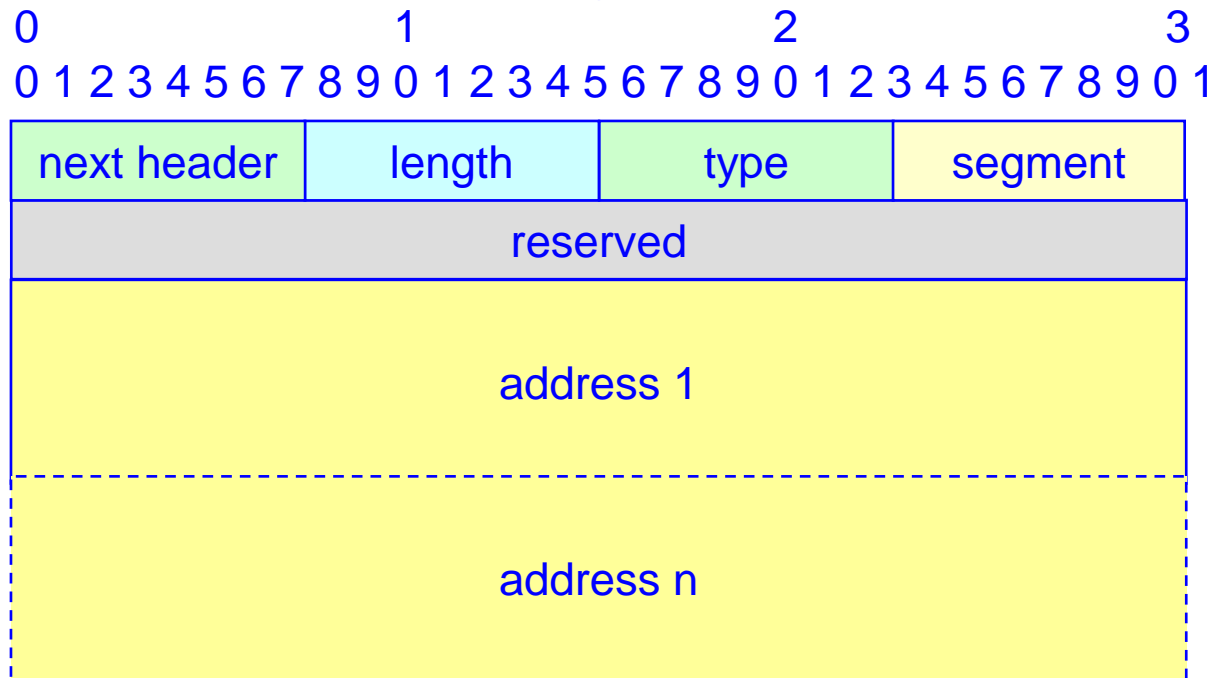 0 1 2 3
0 1 2 3 4 5 6 7 8 9 0 1 2 3 4 5 6 7 8 9 0 1 2 3 4 5 6 7 8 9 0 1
next header length type segment
reserved
address 1
address n